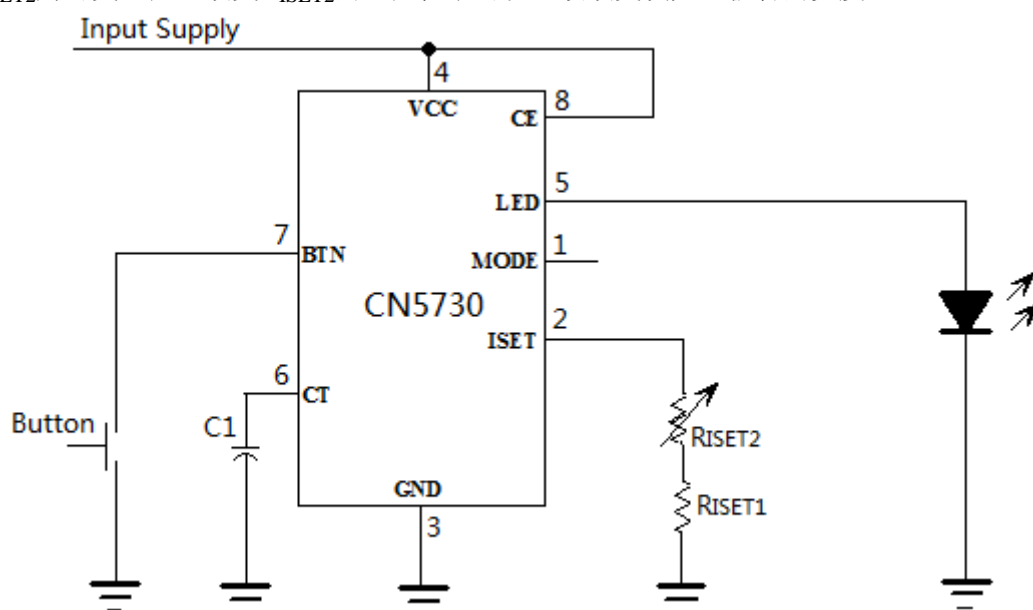 Input Supply
4
VCC
CE
8
LED
5
7
BTN
MODE
1
CN5730
ISET
2
6
CT
Button
C1
RISET2
GND
RISET1
3